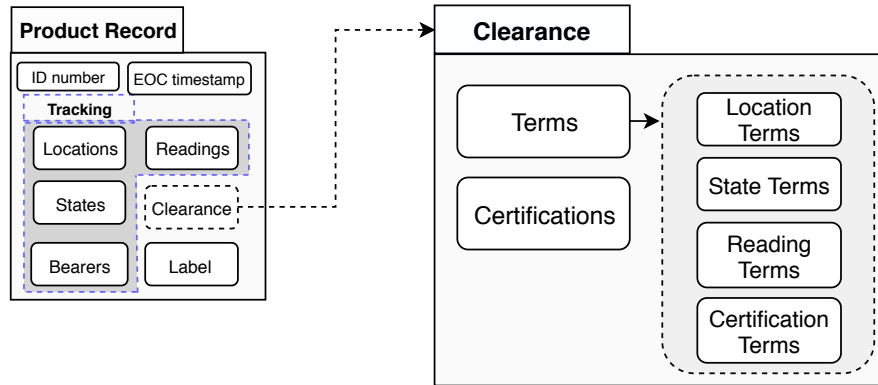 Product Record
ID number
EOC timestamp
Tracking
Locations
Readings
States
Clearance
Bearers
Label
Clearance
Terms
Certifications
Location
Terms
State Terms
Reading
Terms
Certification
Terms